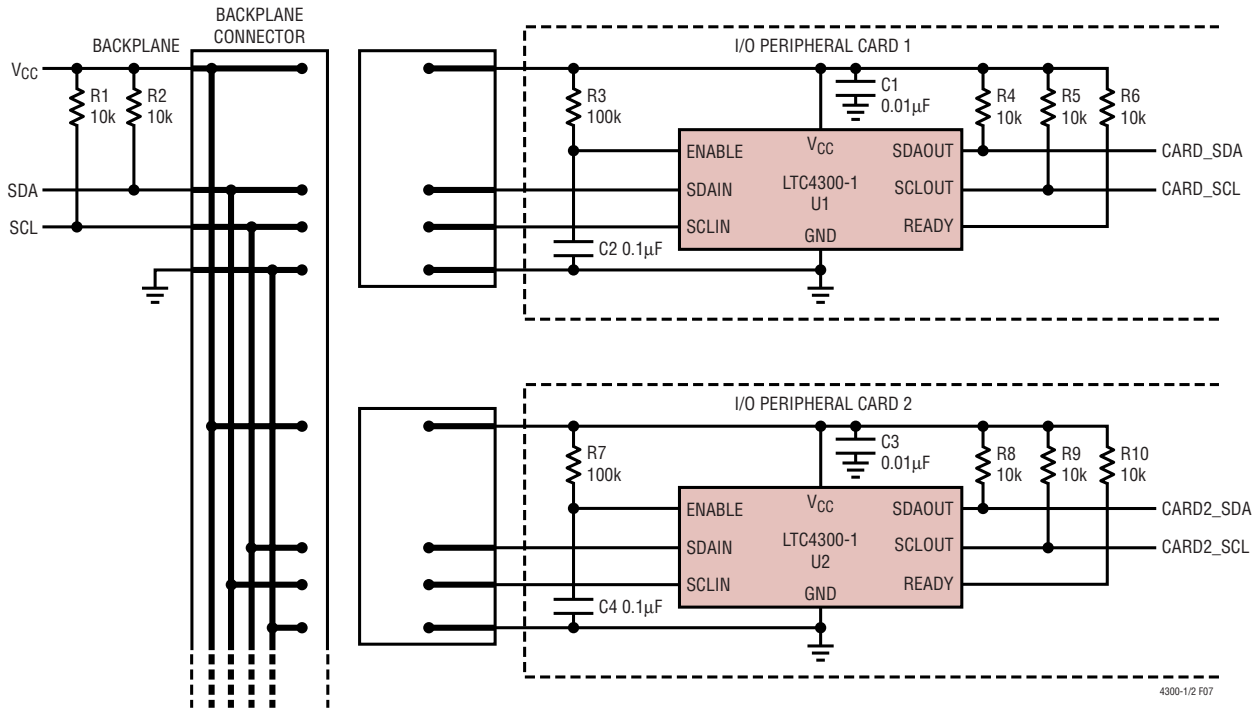 BACKPLANE
CONNECTOR
BACKPLANE
VCC
R1
10k
R2
10k
SDA
SCL
I/O PERIPHERAL CARD 1
R3
100k
C1
0.01µF
R4
10k
R5
10k
R6
10k
ENABLE
VCC
SDAOUT
CARD_SDA
SDAIN
LTC4300-1
U1
SCLOUT
CARD_SCL
SCLIN
GND
READY
C2 0.1µF
I/O PERIPHERAL CARD 2
R7
100k
C3
0.01µF
R8
10k
R9
10k
R10
10k
ENABLE
VCC
SDAOUT
CARD2_SDA
SDAIN
LTC4300-1
U2
SCLOUT
CARD2_SCL
SCLIN
GND
READY
C4 0.1µF
4300-1/2 F07